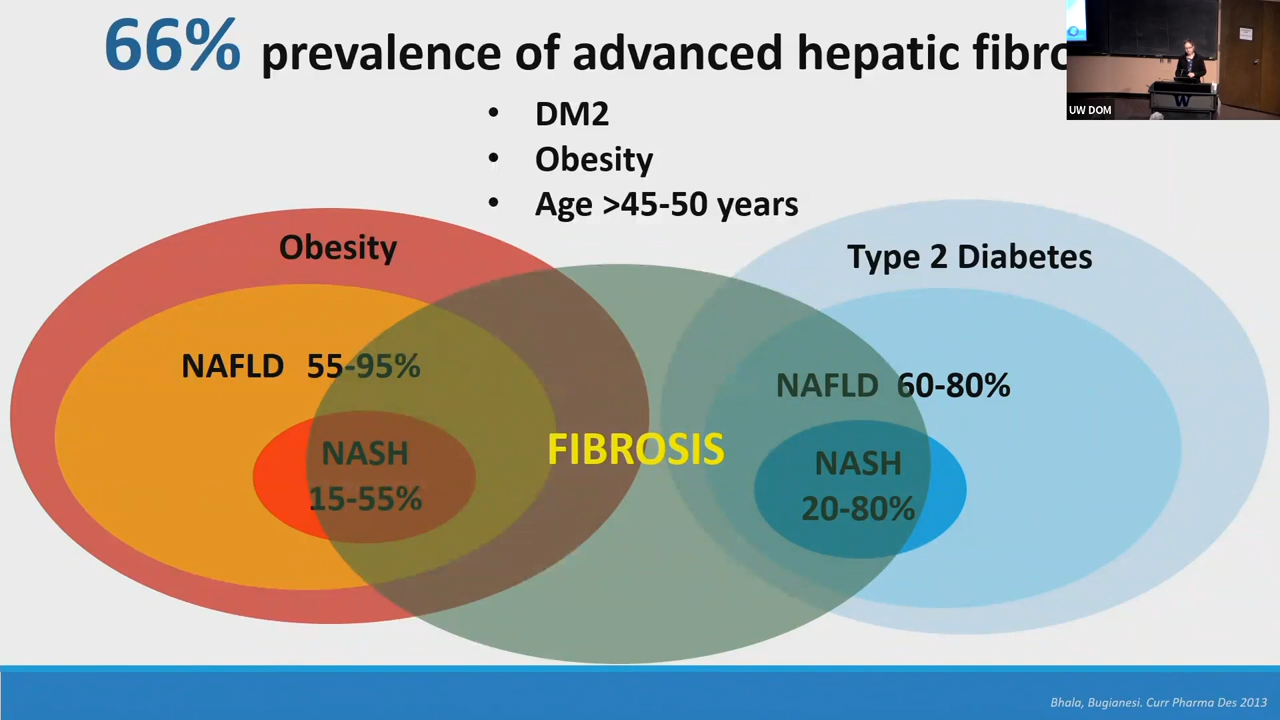 66% prevalence of advanced hepatic fibro
• DM2
• Obesity
• Age >45-50 years
UW DOM
W
Obesity
Type 2 Diabetes
NAFLD 55-95%
NAFLD 60-80%
NASH
15-55%
FIBROSIS
NASH
20-80%
Bhala, Bugianesi. Curr Pharma Des 2013